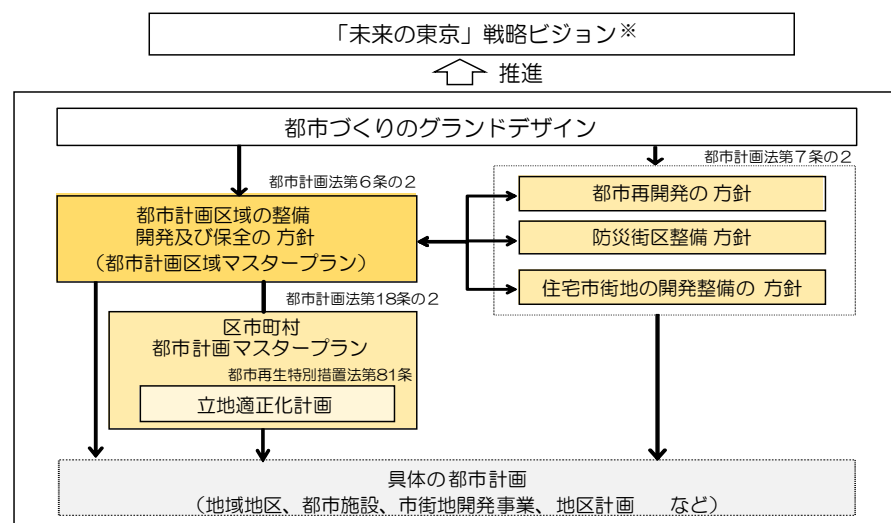 「未来の東京」戦略ビジョン※
推進
都市づくりのグランドデザイン
都市計画法第6条の2
都市計画法第7条の2
都市計画区域の整備
開発及び保全の 方針
（都市計画区域マスタープラン）
都市再開発の 方針
防災街区整備 方針
住宅市街地の開発整備の 方針
都市計画法第18条の2
区市町村
都市計画マスタープラン
都市再生特別措置法第81条
立地適正化計画
具体の都市計画
（地域地区、都市施設、市街地開発事業、地区計画　など）